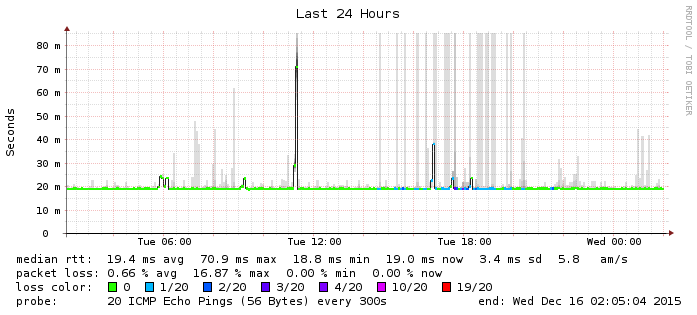 Last 24 Hours
RRDTOOL / TOBI OETIKER
Seconds
80 m
70 m
60 m
50 m
40 m
30 m
20 m
10 m
0
Tue 06:00 Tue 12:00 Tue 18:00 Wed 00:00
median rtt: 19.4 ms avg 70.9 ms max 18.8 ms min 19.0 ms now 3.4 ms sd 5.8 am/s
packet loss: 0.66 % avg 16.87 % max 0.00 % min 0.00 % now
loss color: 0 1/20 2/20 3/20 4/20 10/20 19/20
probe: 20 ICMP Echo Pings (56 Bytes) every 300s end: Wed Dec 16 02:05:04 2015